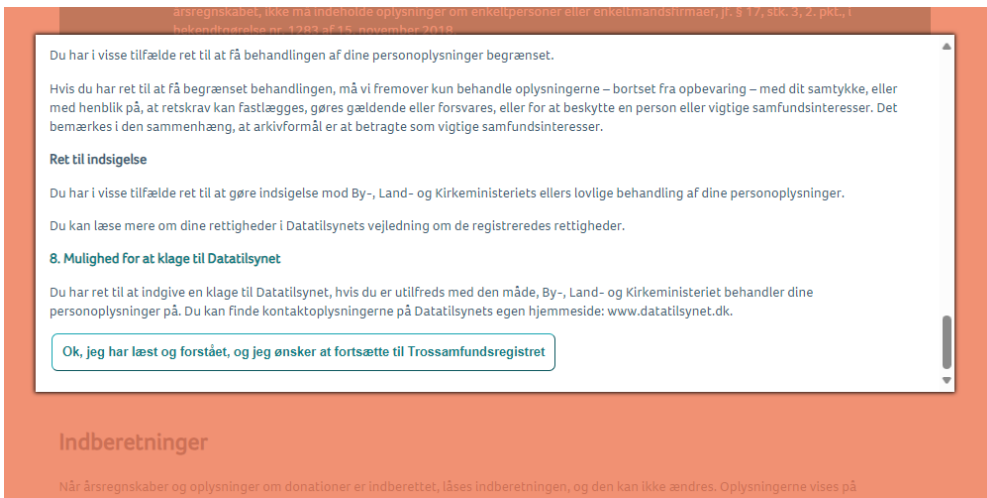 årsregnskabet, ikke må indeholde oplysninger om enkeltpersoner eller enkeltmandsfirmaer, jf. § 17, stk. 3, 2. pkt., i
bekendtgørelse nr. 1283 af 15. november 2018.
Du har i visse tilfælde ret til at få behandlingen af dine personoplysninger begrænset.
Hvis du har ret til at få begrænset behandlingen, må vi fremover kun behandle oplysningerne – bortset fra opbevaring – med dit samtykke, eller
med henblik på, at retskrav kan fastlægges, gøres gældende eller forsvares, eller for at beskytte en person eller vigtige samfundsinteresser. Det
bemærkes i den sammenhæng, at arkivformål er at betragte som vigtige samfundsinteresser.
Ret til indsigelse
Du har i visse tilfælde ret til at gøre indsigelse mod By-, Land- og Kirkeministeriets ellers lovlige behandling af dine personoplysninger.
Du kan læse mere om dine rettigheder i Datatilsynets vejledning om de registreredes rettigheder.
8. Mulighed for at klage til Datatilsynet
Du har ret til at indgive en klage til Datatilsynet, hvis du er utilfreds med den måde, By-, Land- og Kirkeministeriet behandler dine
personoplysninger på. Du kan finde kontaktoplysningerne på Datatilsynets egen hjemmeside: www.datatilsynet.dk.
Ok, jeg har læst og forstået, og jeg ønsker at fortsætte til Trossamfundsregistret
Indberetninger
Når årsregnskaber og oplysninger om donationer er indberettet, låses indberetningen, og den kan ikke ændres. Oplysningerne vises på